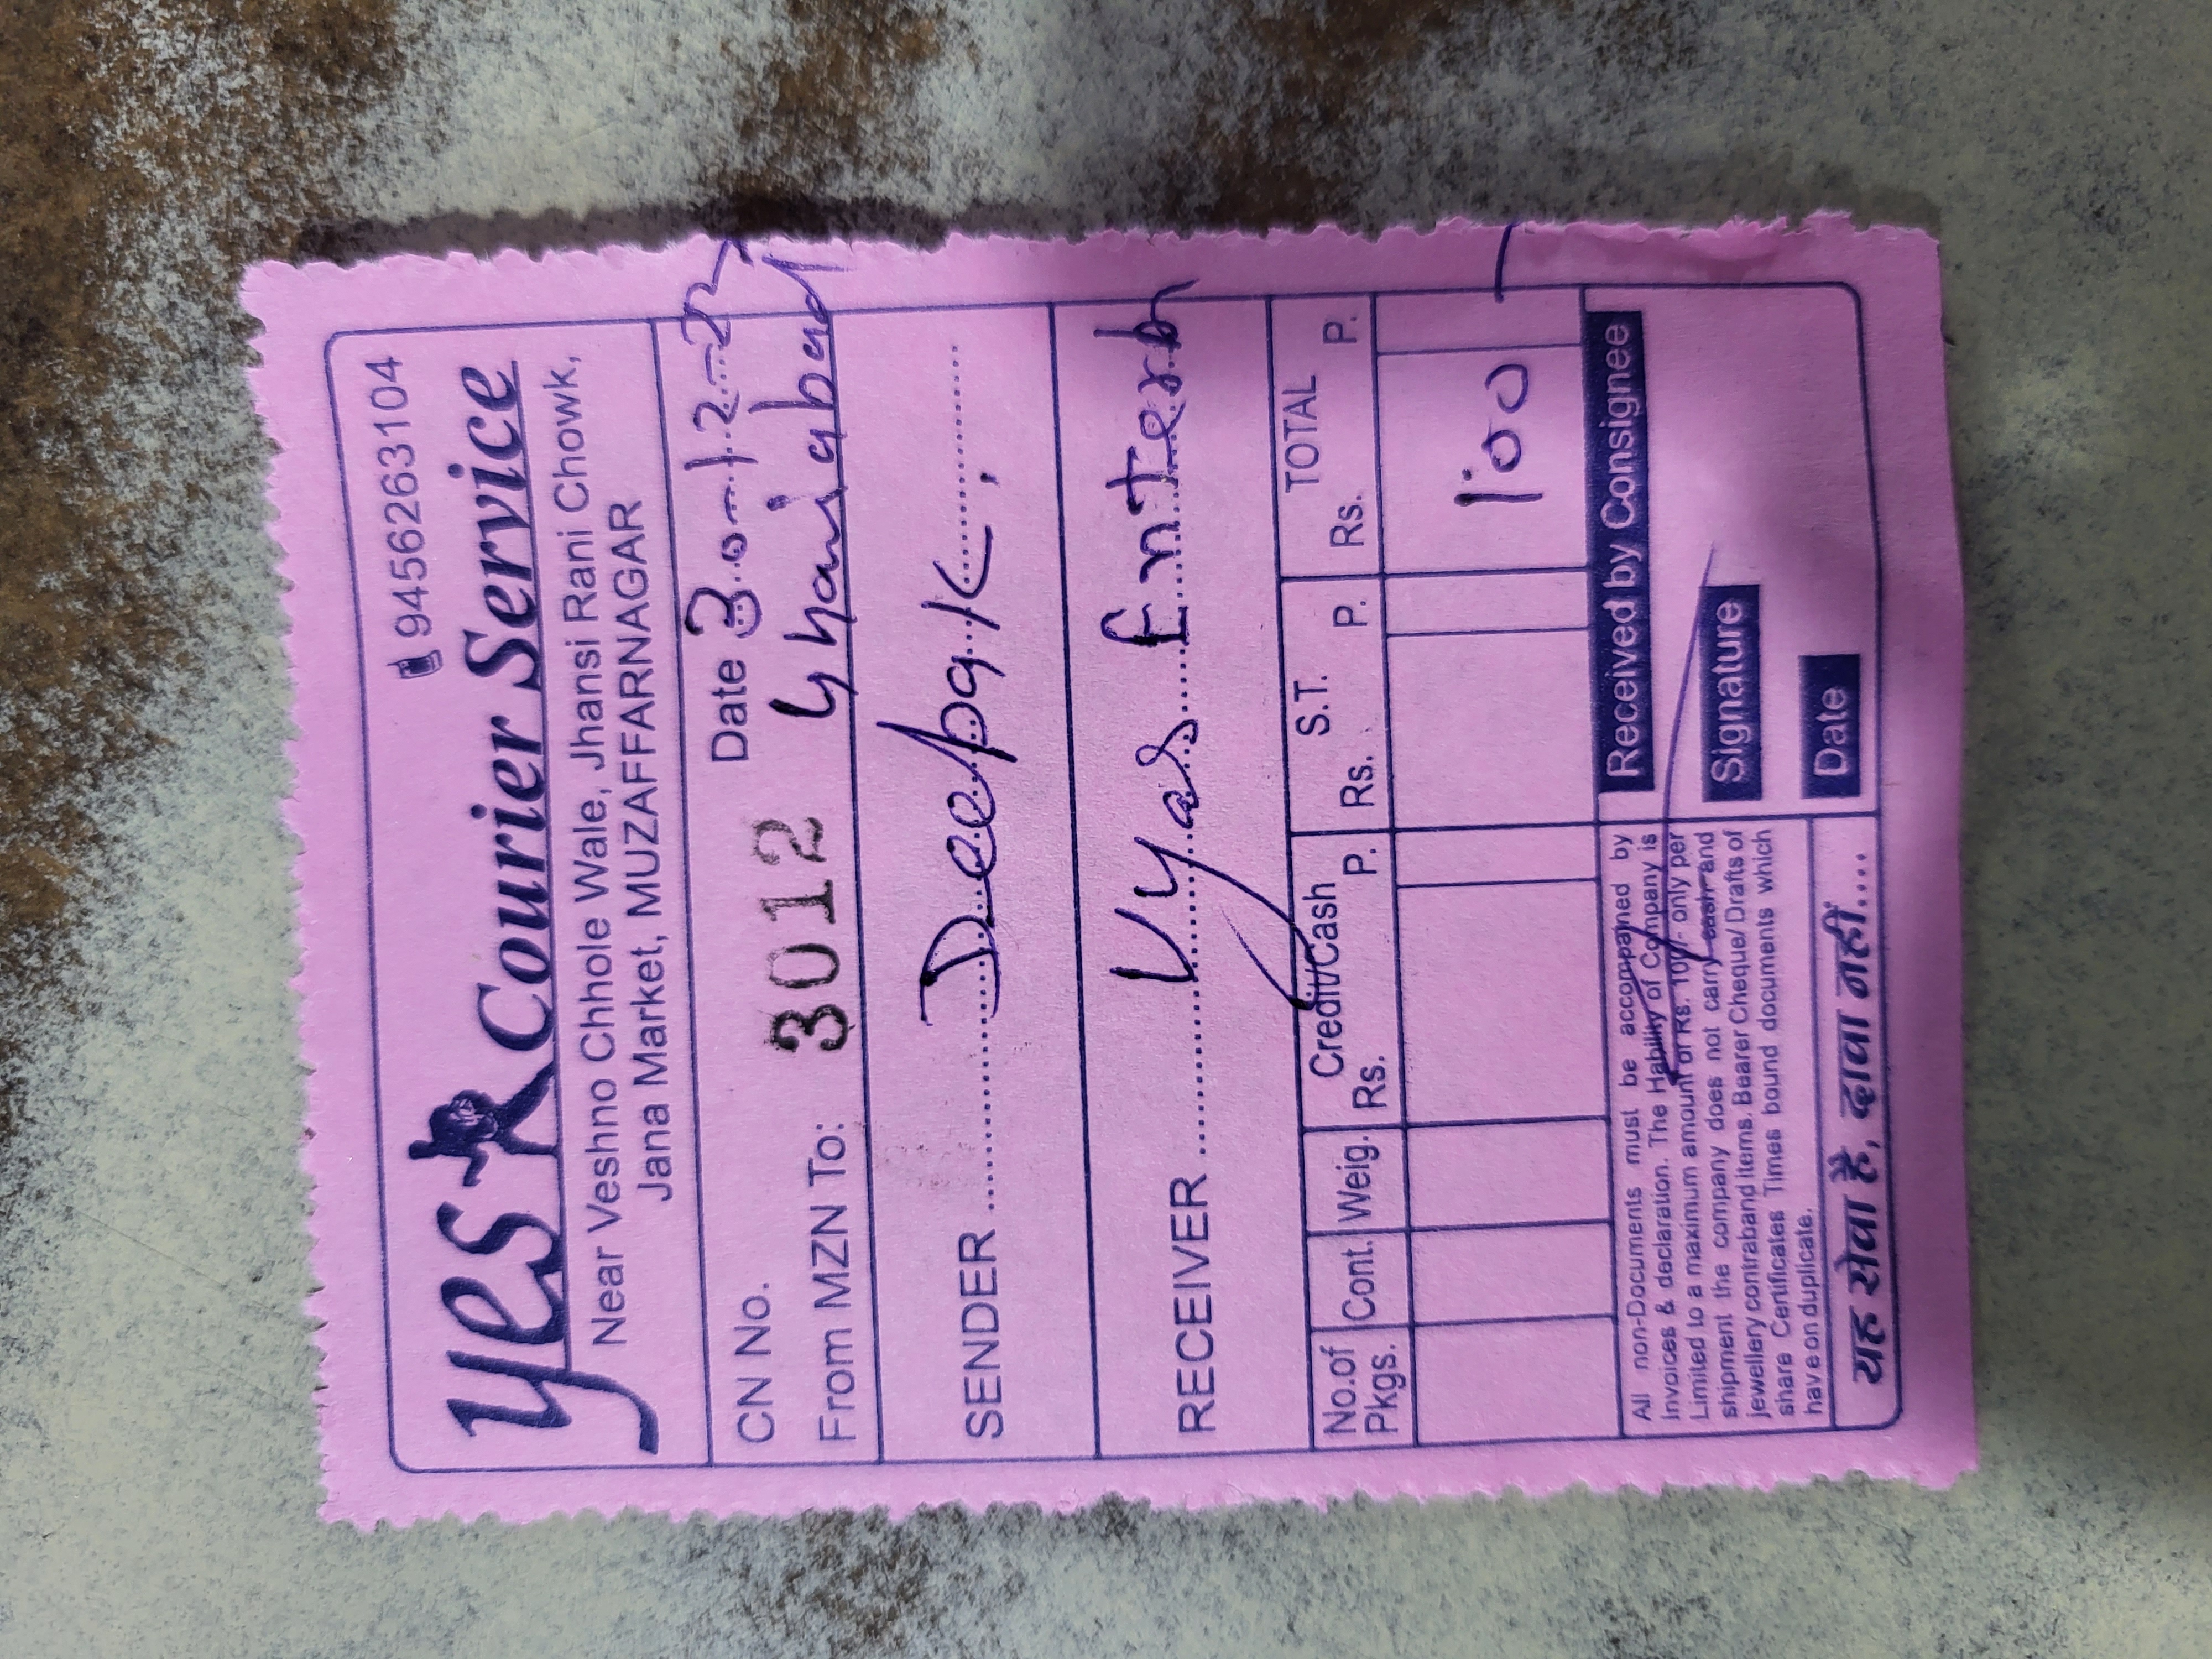 9456263104
yes Courier Service
Near Veshno Chhole Wale, Jhansi Rani Chowk,
Jana Market, MUZAFFARNAGAR
CN No. 3012 Date 30-12-2
From MZN To: Ghaniabad
SENDER Deepak
RECEIVER Vyas Enterb
No.of Pkgs. Cont. Weig. Credit/Cash Rs. P. S.T. Rs. P. TOTAL Rs. P.
100
All non-Documents must be accompained by
Invoices & declaration. The Hability of Company is
Limited to a maximum amount of Rs. 100/- only per
shipment the company does not carry cash and
jewellery contraband items. Bearer Cheque/ Drafts of
share Certificates Times bound documents which
have on duplicate.
यह सेवा है, दावा नहीं....
Received by Consignee
Signature
Date